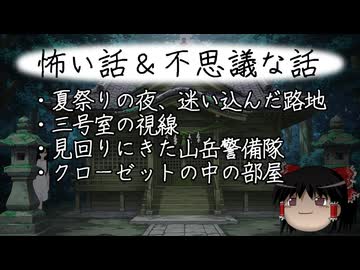 怖い話＆不思議な話
・夏祭りの夜、迷い込んだ路地
・三号室の視線
・見回りにきた山岳警備隊
・クローゼットの中の部屋